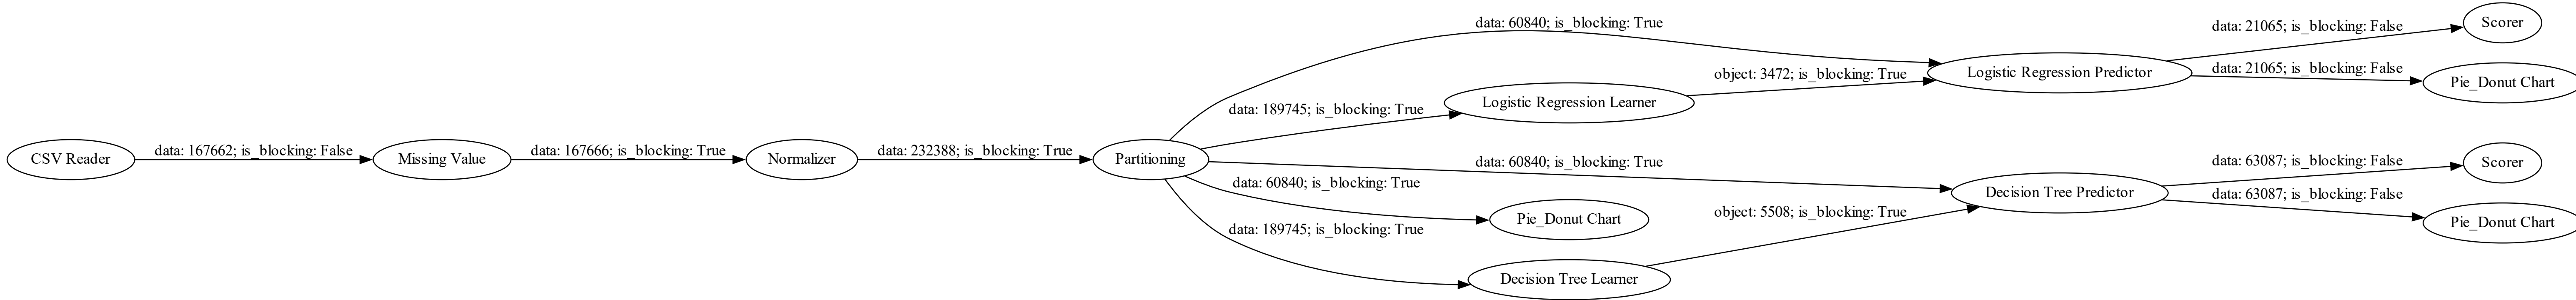 data: 60840; is_blocking: True
Scorer
data: 21065; is_blocking: False
object: 3472; is_blocking: True
Logistic Regression Predictor
data: 21065; is_blocking: False
Pie_Donut Chart
data: 189745; is_blocking: True
Logistic Regression Learner
CSV Reader
data: 167662; is_blocking: False
Missing Value
data: 167666; is_blocking: True
Normalizer
data: 232388; is_blocking: True
Partitioning
data: 60840; is_blocking: True
data: 63087; is_blocking: False
Scorer
data: 60840; is_blocking: True
Decision Tree Predictor
data: 63087; is_blocking: False
Pie_Donut Chart
object: 5508; is_blocking: True
Pie_Donut Chart
data: 189745; is_blocking: True
Decision Tree Learner